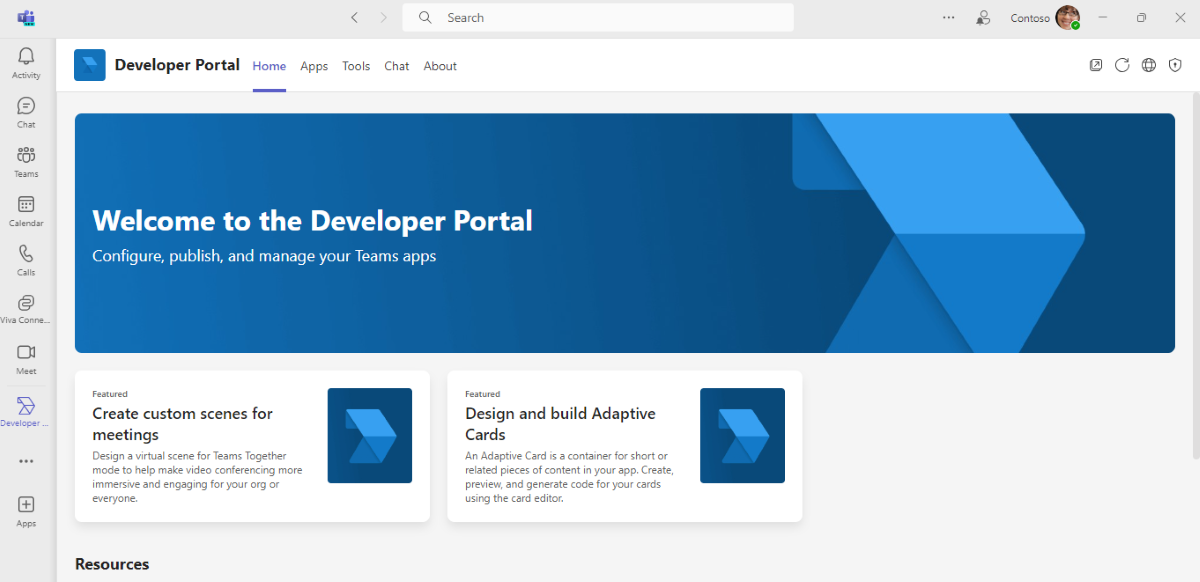 Search
Contoso
Activity
Chat
Teams
Calendar
Calls
Viva Conne...
Meet
Developer ...
Apps
Developer Portal
Home
Apps
Tools
Chat
About
Welcome to the Developer Portal
Configure, publish, and manage your Teams apps
Featured
Create custom scenes for
meetings
Design a virtual scene for Teams Together
mode to help make video conferencing more
immersive and engaging for your org or
everyone.
Featured
Design and build Adaptive
Cards
An Adaptive Card is a container for short or
related pieces of content in your app. Create,
preview, and generate code for your cards
using the card editor.
Resources